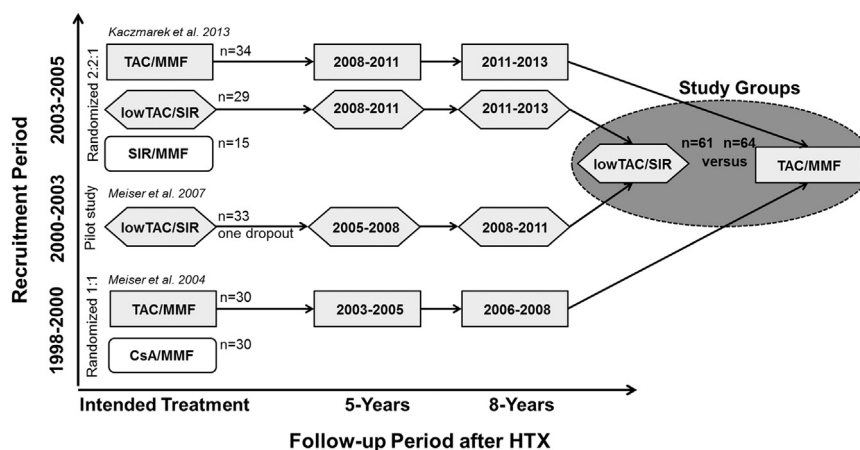 Recruitment Period
2003-2005
Randomized 2:2:1
Kaczmarek et al. 2013
TAC/MMF
n=34
2008-2011
2011-2013
lowTAC/SIR
n=29
2008-2011
2011-2013
SIR/MMF
n=15
2000-2003
Pilot study
Meiser et al. 2007
lowTAC/SIR
n=33
one dropout
2005-2008
2008-2011
1998-2000
Randomized 1:1
Meiser et al. 2004
TAC/MMF
n=30
2003-2005
2006-2008
CsA/MMF
n=30
Study Groups
n=61 n=64
versus
lowTAC/SIR
TAC/MMF
Intended Treatment
5-Years
8-Years
Follow-up Period after HTX